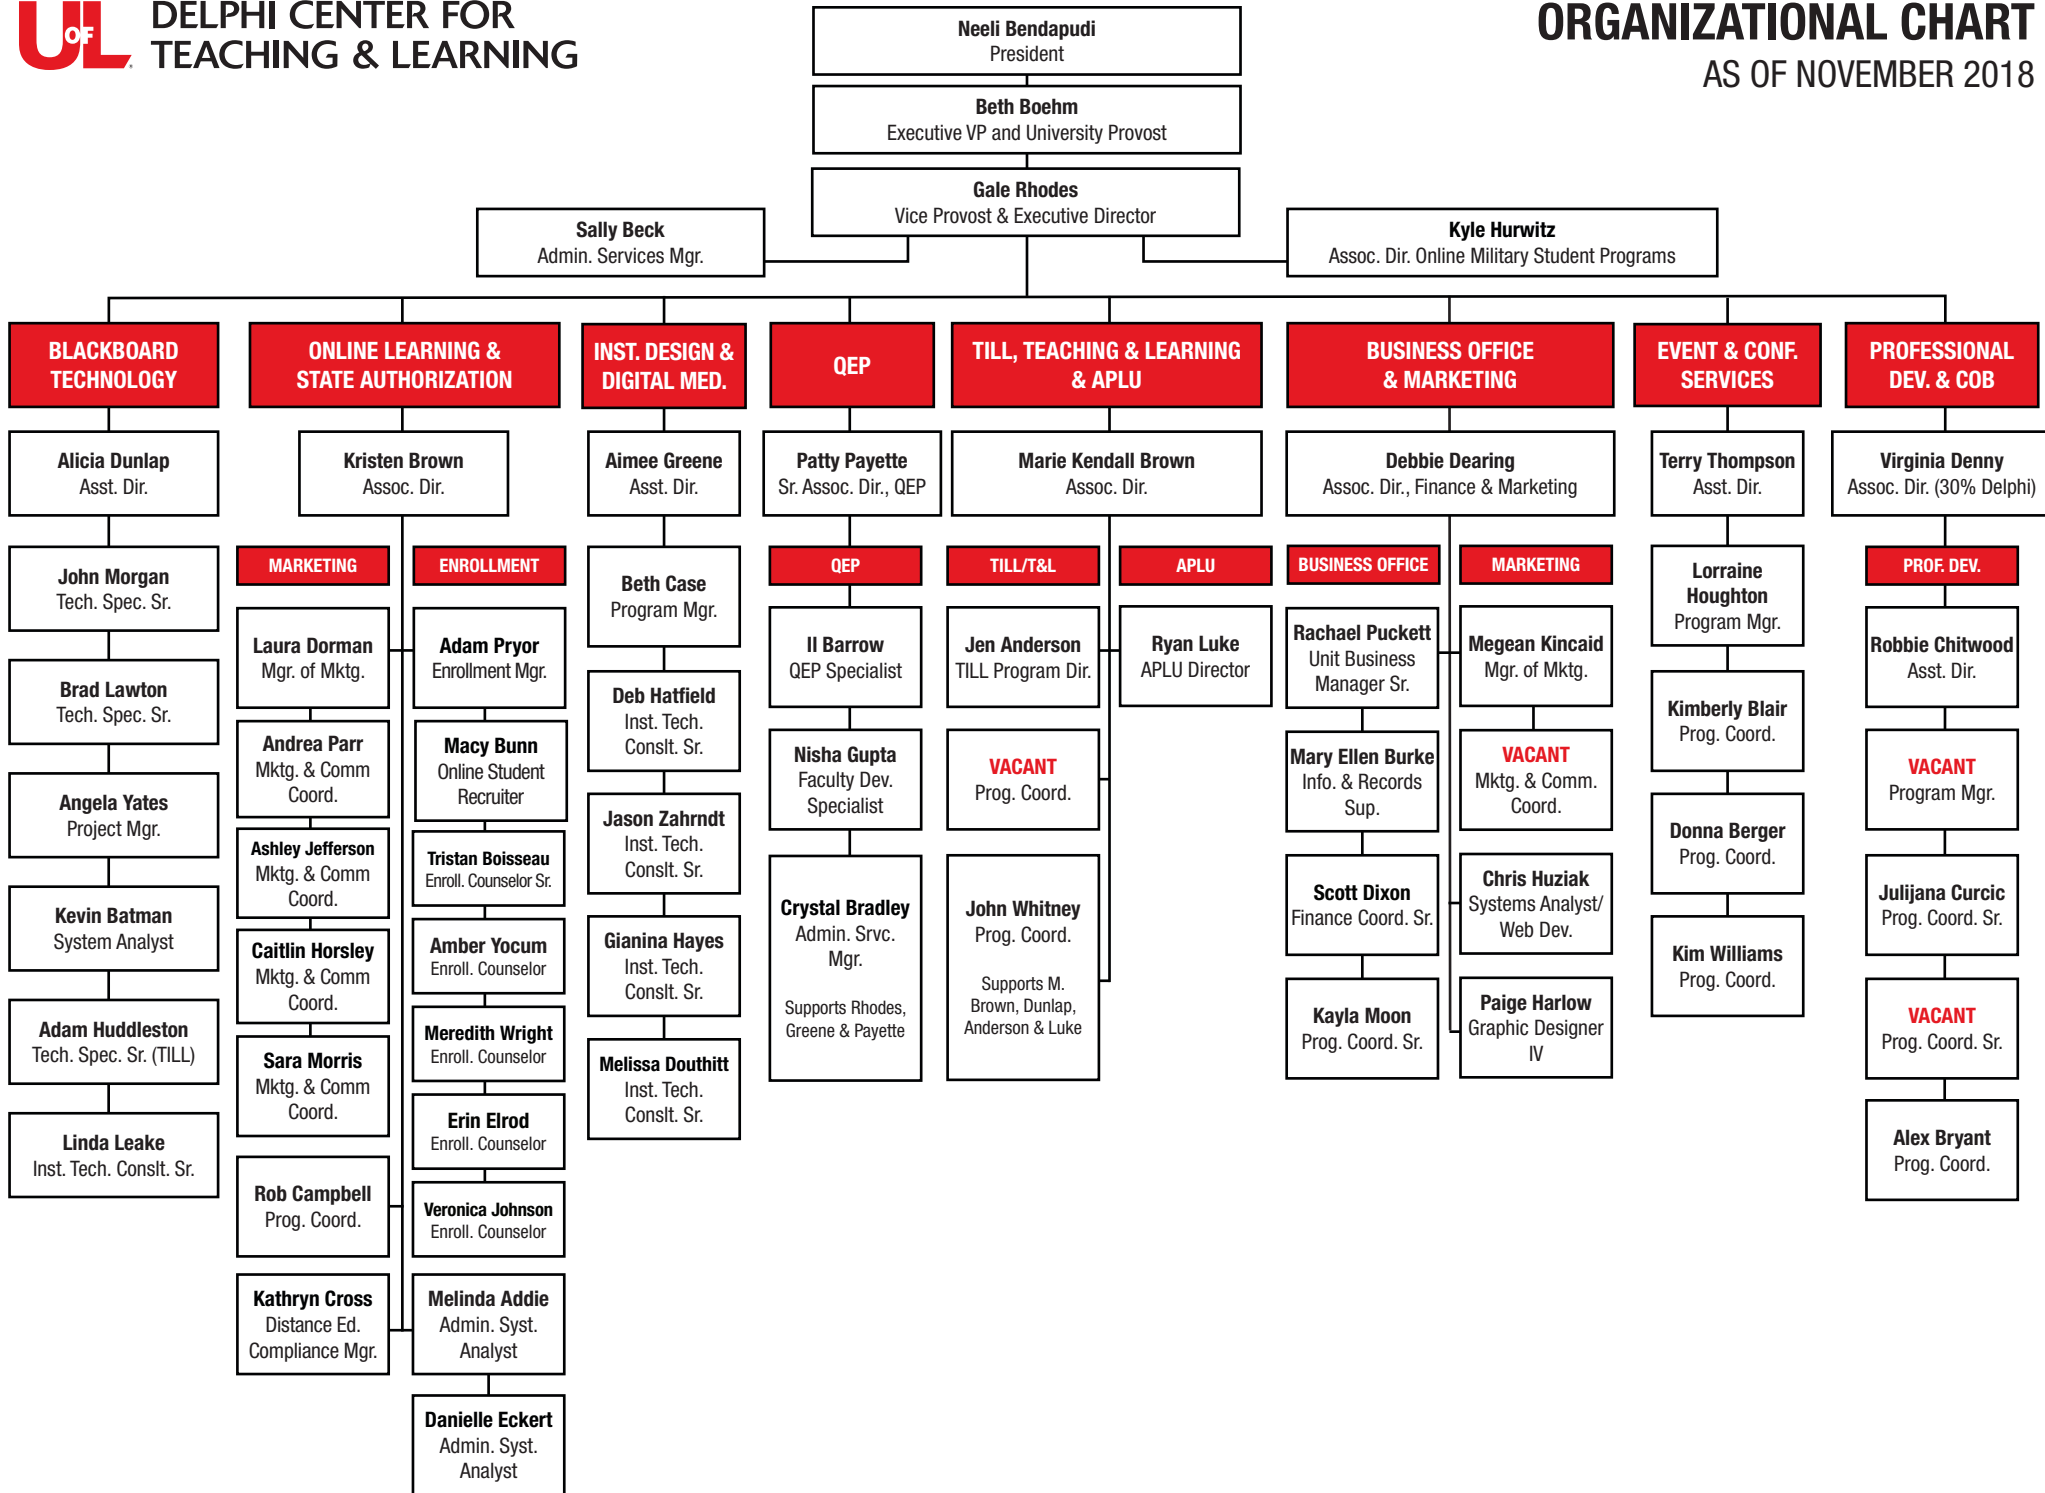 UOFL
DELPHI CENTER FOR
TEACHING & LEARNING
ORGANIZATIONAL CHART
AS OF NOVEMBER 2018
Neeli Bendapudi
President
Beth Boehm
Executive VP and University Provost
Gale Rhodes
Vice Provost & Executive Director
Sally Beck
Admin. Services Mgr.
Kyle Hurwitz
Assoc. Dir. Online Military Student Programs
BLACKBOARD
TECHNOLOGY
Alicia Dunlap
Asst. Dir.
John Morgan
Tech. Spec. Sr.
Brad Lawton
Tech. Spec. Sr.
Angela Yates
Project Mgr.
Kevin Batman
System Analyst
Adam Huddleston
Tech. Spec. Sr. (TILL)
Linda Leake
Inst. Tech. Conslt. Sr.
ONLINE LEARNING &
STATE AUTHORIZATION
Kristen Brown
Assoc. Dir.
MARKETING
Laura Dorman
Mgr. of Mktg.
Andrea Parr
Mktg. & Comm
Coord.
Ashley Jefferson
Mktg. & Comm
Coord.
Caitlin Horsley
Mktg. & Comm
Coord.
Sara Morris
Mktg. & Comm
Coord.
Rob Campbell
Prog. Coord.
Kathryn Cross
Distance Ed.
Compliance Mgr.
ENROLLMENT
Adam Pryor
Enrollment Mgr.
Macy Bunn
Online Student
Recruiter
Tristan Boisseau
Enroll. Counselor Sr.
Amber Yocum
Enroll. Counselor
Meredith Wright
Enroll. Counselor
Erin Elrod
Enroll. Counselor
Veronica Johnson
Enroll. Counselor
Melinda Addie
Admin. Syst.
Analyst
Danielle Eckert
Admin. Syst.
Analyst
INST. DESIGN &
DIGITAL MED.
Aimee Greene
Asst. Dir.
Beth Case
Program Mgr.
Deb Hatfield
Inst. Tech.
Conslt. Sr.
Jason Zahrndt
Inst. Tech.
Conslt. Sr.
Gianina Hayes
Inst. Tech.
Conslt. Sr.
Melissa Douthitt
Inst. Tech.
Conslt. Sr.
QEP
Patty Payette
Sr. Assoc. Dir., QEP
QEP
Il Barrow
QEP Specialist
Nisha Gupta
Faculty Dev.
Specialist
Crystal Bradley
Admin. Srvc.
Mgr.
Supports Rhodes,
Greene & Payette
TILL, TEACHING & LEARNING
& APLU
Marie Kendall Brown
Assoc. Dir.
TILL/T&L
Jen Anderson
TILL Program Dir.
VACANT
Prog. Coord.
John Whitney
Prog. Coord.
Supports M.
Brown, Dunlap,
Anderson & Luke
APLU
Ryan Luke
APLU Director
BUSINESS OFFICE
& MARKETING
Debbie Dearing
Assoc. Dir., Finance & Marketing
BUSINESS OFFICE
Rachael Puckett
Unit Business
Manager Sr.
Mary Ellen Burke
Info. & Records
Sup.
Scott Dixon
Finance Coord. Sr.
Kayla Moon
Prog. Coord. Sr.
MARKETING
Megean Kincaid
Mgr. of Mktg.
VACANT
Mktg. & Comm.
Coord.
Chris Huziak
Systems Analyst/
Web Dev.
Paige Harlow
Graphic Designer
IV
EVENT & CONF.
SERVICES
Terry Thompson
Asst. Dir.
Lorraine
Houghton
Program Mgr.
Kimberly Blair
Prog. Coord.
Donna Berger
Prog. Coord.
Kim Williams
Prog. Coord.
PROFESSIONAL
DEV. & COB
Virginia Denny
Assoc. Dir. (30% Delphi)
PROF. DEV.
Robbie Chitwood
Asst. Dir.
VACANT
Program Mgr.
Julijana Curcic
Prog. Coord. Sr.
VACANT
Prog. Coord. Sr.
Alex Bryant
Prog. Coord.